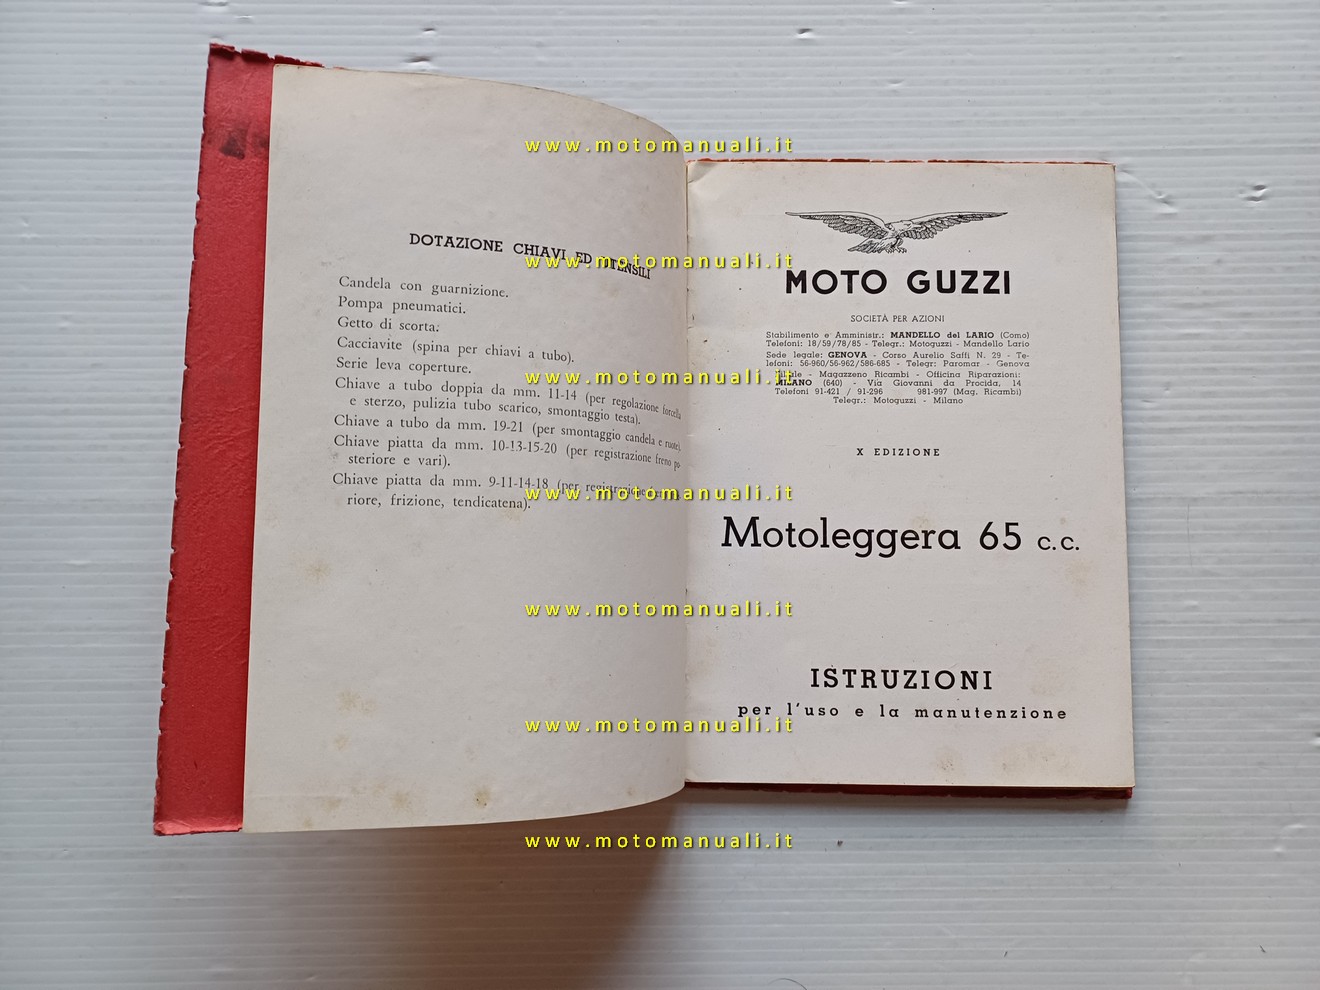 DOTAZIONE CHIAVI ED UTENSILI
Candela con guarnizione.
Pompa pneumatici.
Getto di scorta.
Cacciavite (spina per chiavi a tubo).
Serie leva coperture.
Chiave a tubo doppia da mm. 11-14 (per regolazione forcella
e sterzo, pulizia tubo scarico, smontaggio testa).
Chiave a tubo da mm. 19-21 (per smontaggio candela e ruote).
Chiave piatta da mm. 10-13-15-20 (per registrazione freno po
steriore e vari).
Chiave piatta da mm. 9-11-14-18 (per registrazione
riore, frizione, tendicatena).
MOTO GUZZI
SOCIETÀ PER AZIONI
Stabilimento e Amministr.: MANDELLO del LARIO (Como)
Telefoni: 18/59/78/85 - Telegr.: Motoguzzi - Mandello Lario
Sede legale: GENOVA - Corso Aurelio Saffi N. 29 - Te-
lefoni: 56-960/56-962/586-685 - Telegr: Paromar - Genova
Filiale - Magazzeno Ricambi - Officina Riparazioni:
MILANO (640) - Via Giovanni da Procida, 14
Telefoni 91-421 / 91-296 981-997 (Mag. Ricambi)
Telegr.: Motoguzzi - Milano
X EDIZIONE
Motoleggera 65 c.c.
ISTRUZIONI
per l'uso e la manutenzione
www.motomanuali.it
www.motomanuali.it
www.motomanuali.it
www.motomanuali.it
www.motomanuali.it
www.motomanuali.it
www.motomanuali.it